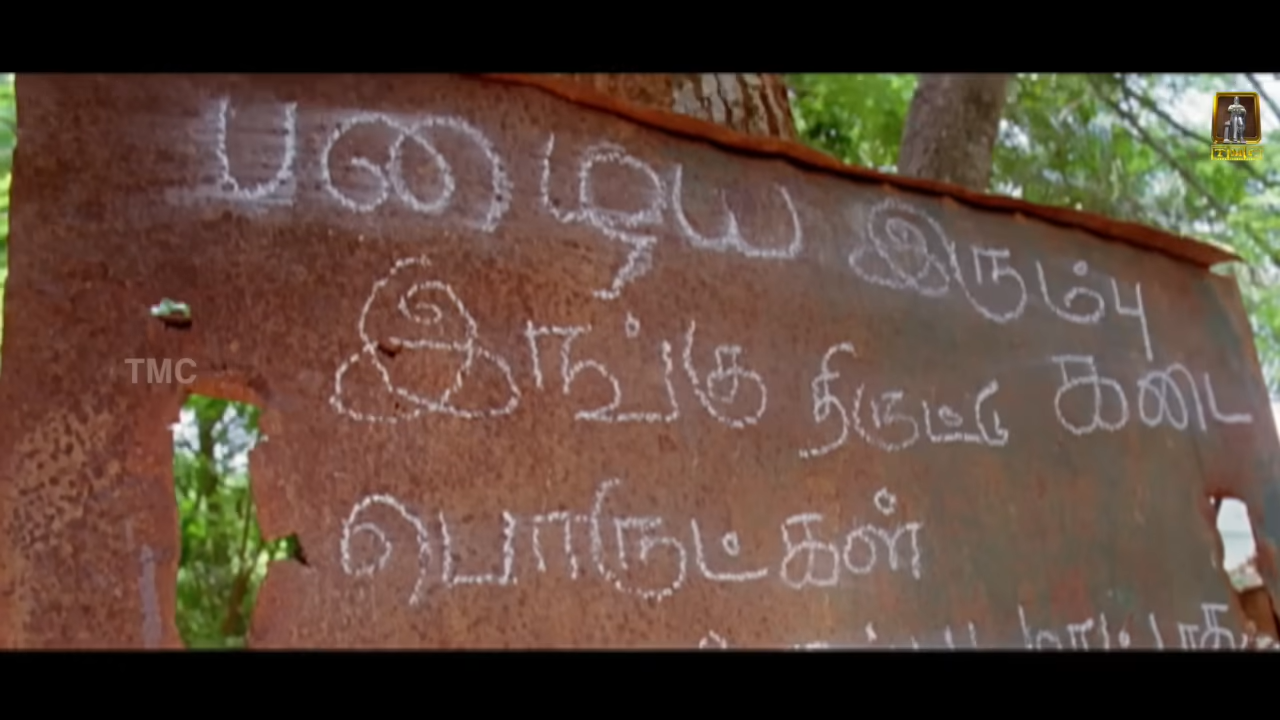 பழைய இரும்பு
கடை
இங்கு திருட்டு
பொருட்கள்
TMC